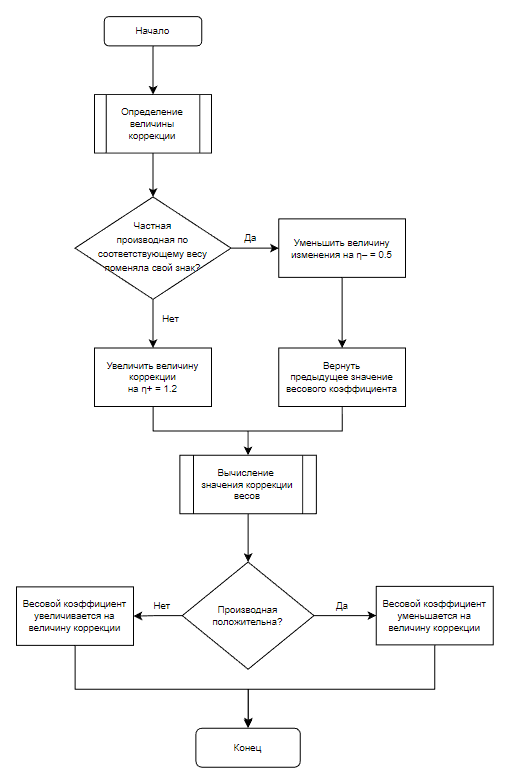 Начало
Определение
величины
коррекции
Частная
производная по
соответствующему весу
поменяла свой знак?
Да
Уменьшить величину
изменения на η– = 0.5
Нет
Увеличить величину
коррекции
на η+ = 1.2
Вернуть
предыдущее значение
весового коэффициента
Вычисление
значения коррекции
весов
Производная
положительна?
Нет
Да
Весовой коэффициент
увеличивается на
величину коррекции
Весовой коэффициент
уменьшается на
величину коррекции
Конец